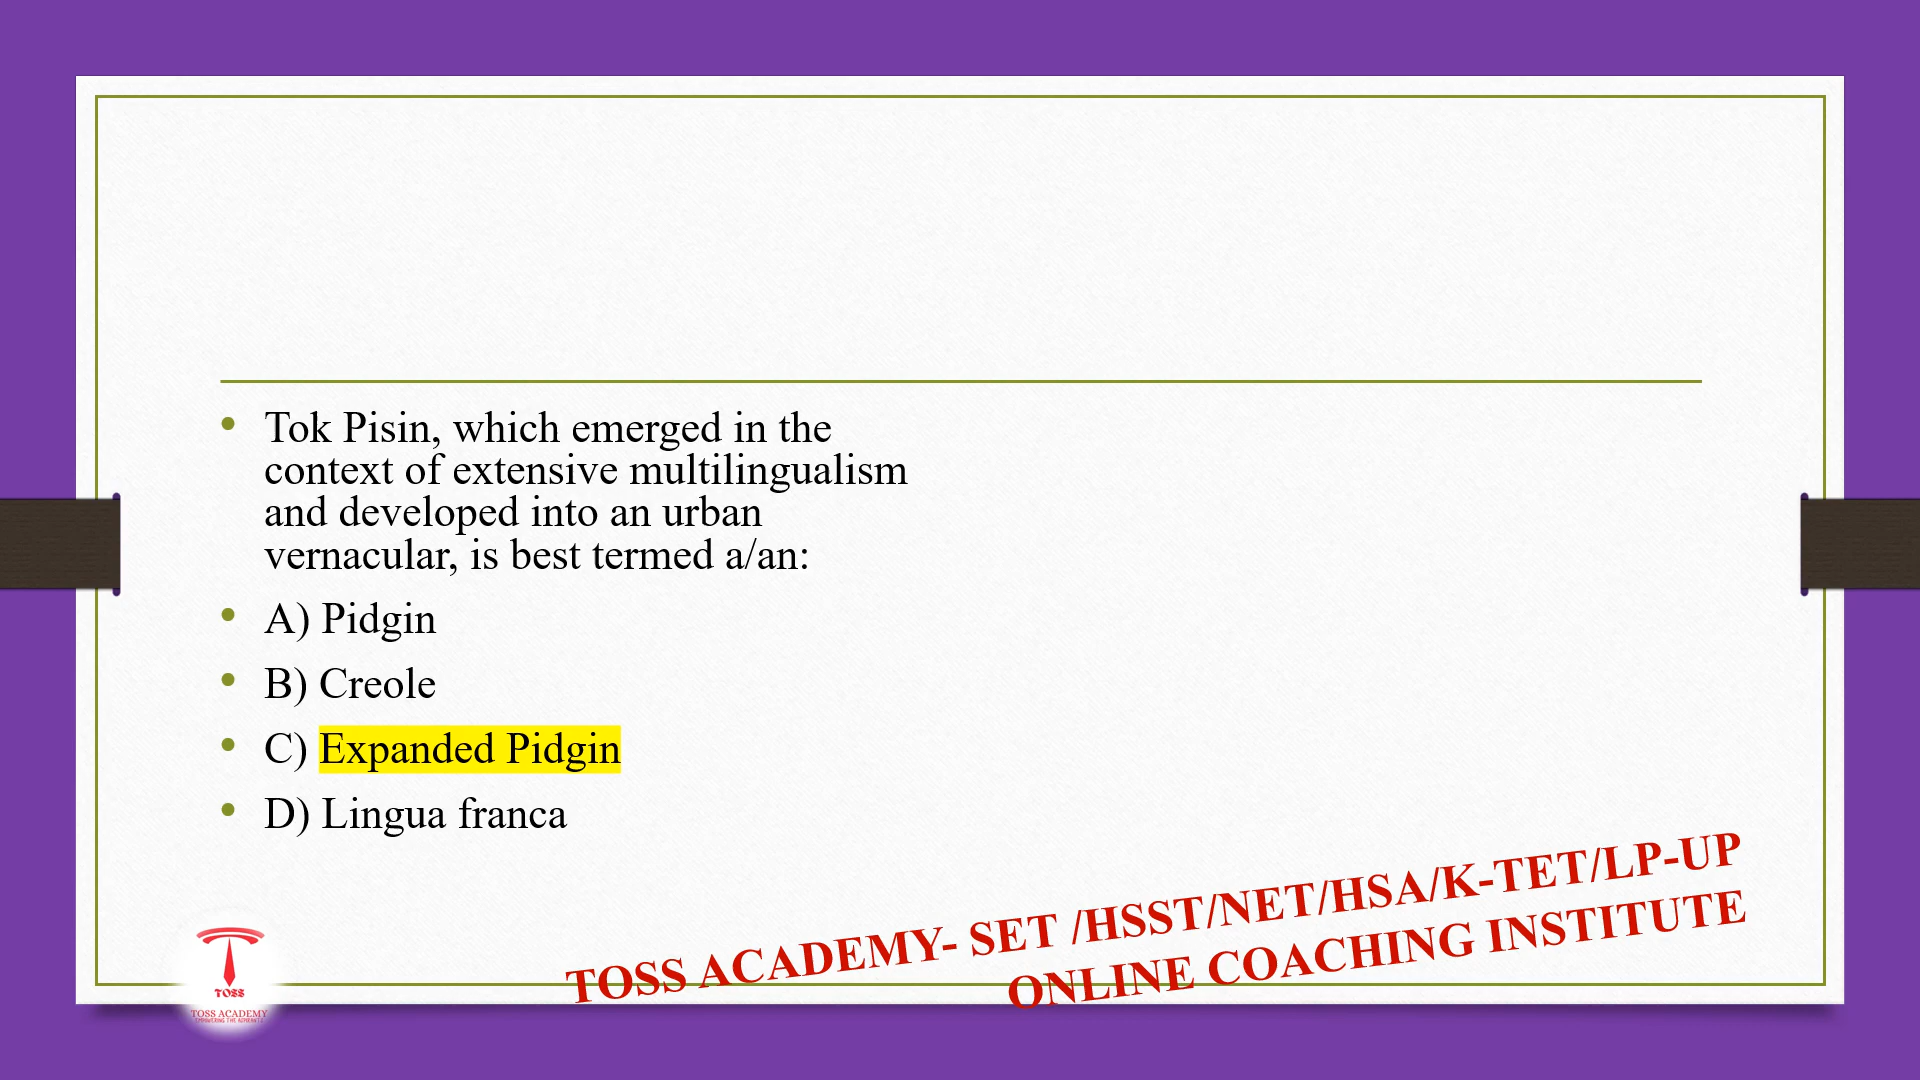 Tok Pisin, which emerged in the
context of extensive multilingualism
and developed into an urban
vernacular, is best termed a/an:
A) Pidgin
B) Creole
C) Expanded Pidgin
D) Lingua franca
TOSS ACADEMY- SET /HSST/NET/HSA/K-TET/LP-UP
ONLINE COACHING INSTITUTE
TOSS
TOSS ACADEMY